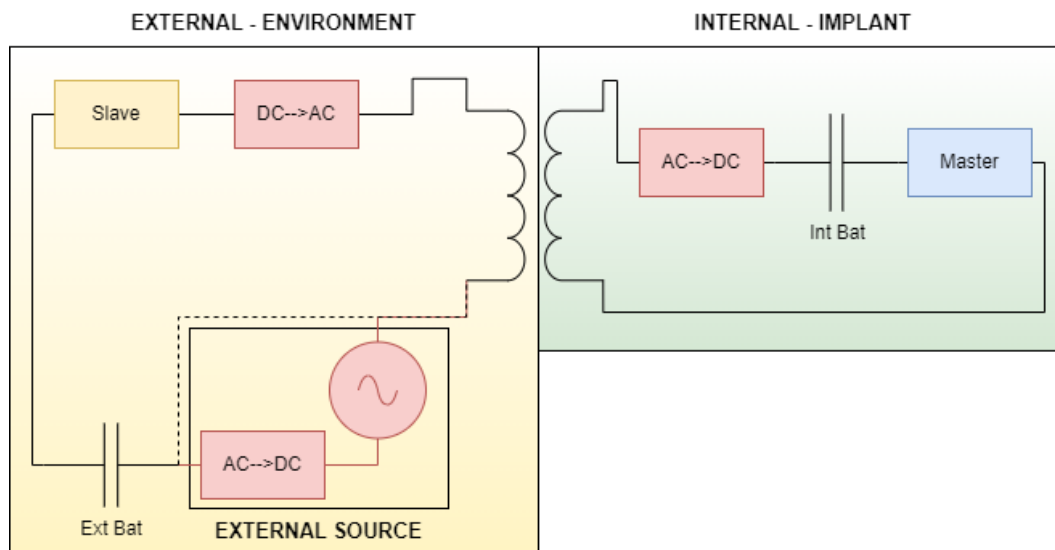 EXTERNAL - ENVIRONMENT
INTERNAL - IMPLANT
Slave
DC-->AC
AC-->DC
Master
Int Bat
AC-->DC
Ext Bat
EXTERNAL SOURCE